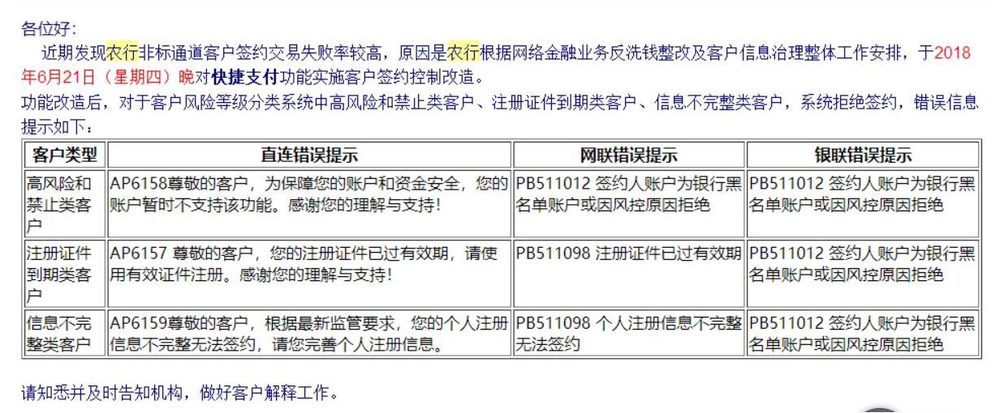 各位好：
近期发现农行非标通道客户签约交易失败率较高，原因是农行根据网络金融业务反洗钱整改及客户信息治理整体工作安排，于2018
年6月21日（星期四）晚对快捷支付功能实施客户签约控制改造。
功能改造后，对于客户风险等级分类系统中高风险和禁止类客户、注册证件到期类客户、信息不完整类客户，系统拒绝签约，错误信息
提示如下：
客户类型 直连错误提示 网联错误提示 银联错误提示
高风险和
禁止类客
户
AP6158尊敬的客户，为保障您的账户和资金安全，您的
账户暂时不支持该功能。感谢您的理解与支持！
PB511012 签约人账户为银行黑
名单账户或因风控原因拒绝
PB511012 签约人账户为银行黑
名单账户或因风控原因拒绝
注册证件
到期类客
户
AP6157 尊敬的客户，您的注册证件已过有效期，请使
用有效证件注册。感谢您的理解与支持！
PB511098 注册证件已过有效期
PB511012 签约人账户为银行黑
名单账户或因风控原因拒绝
信息不完
整类客户
AP6159尊敬的客户，根据最新监管要求，您的个人注册
信息不完整无法签约，请您完善个人注册信息。
PB511098 个人注册信息不完整
无法签约
PB511012 签约人账户为银行黑
名单账户或因风控原因拒绝
请知悉并及时告知机构，做好客户解释工作。